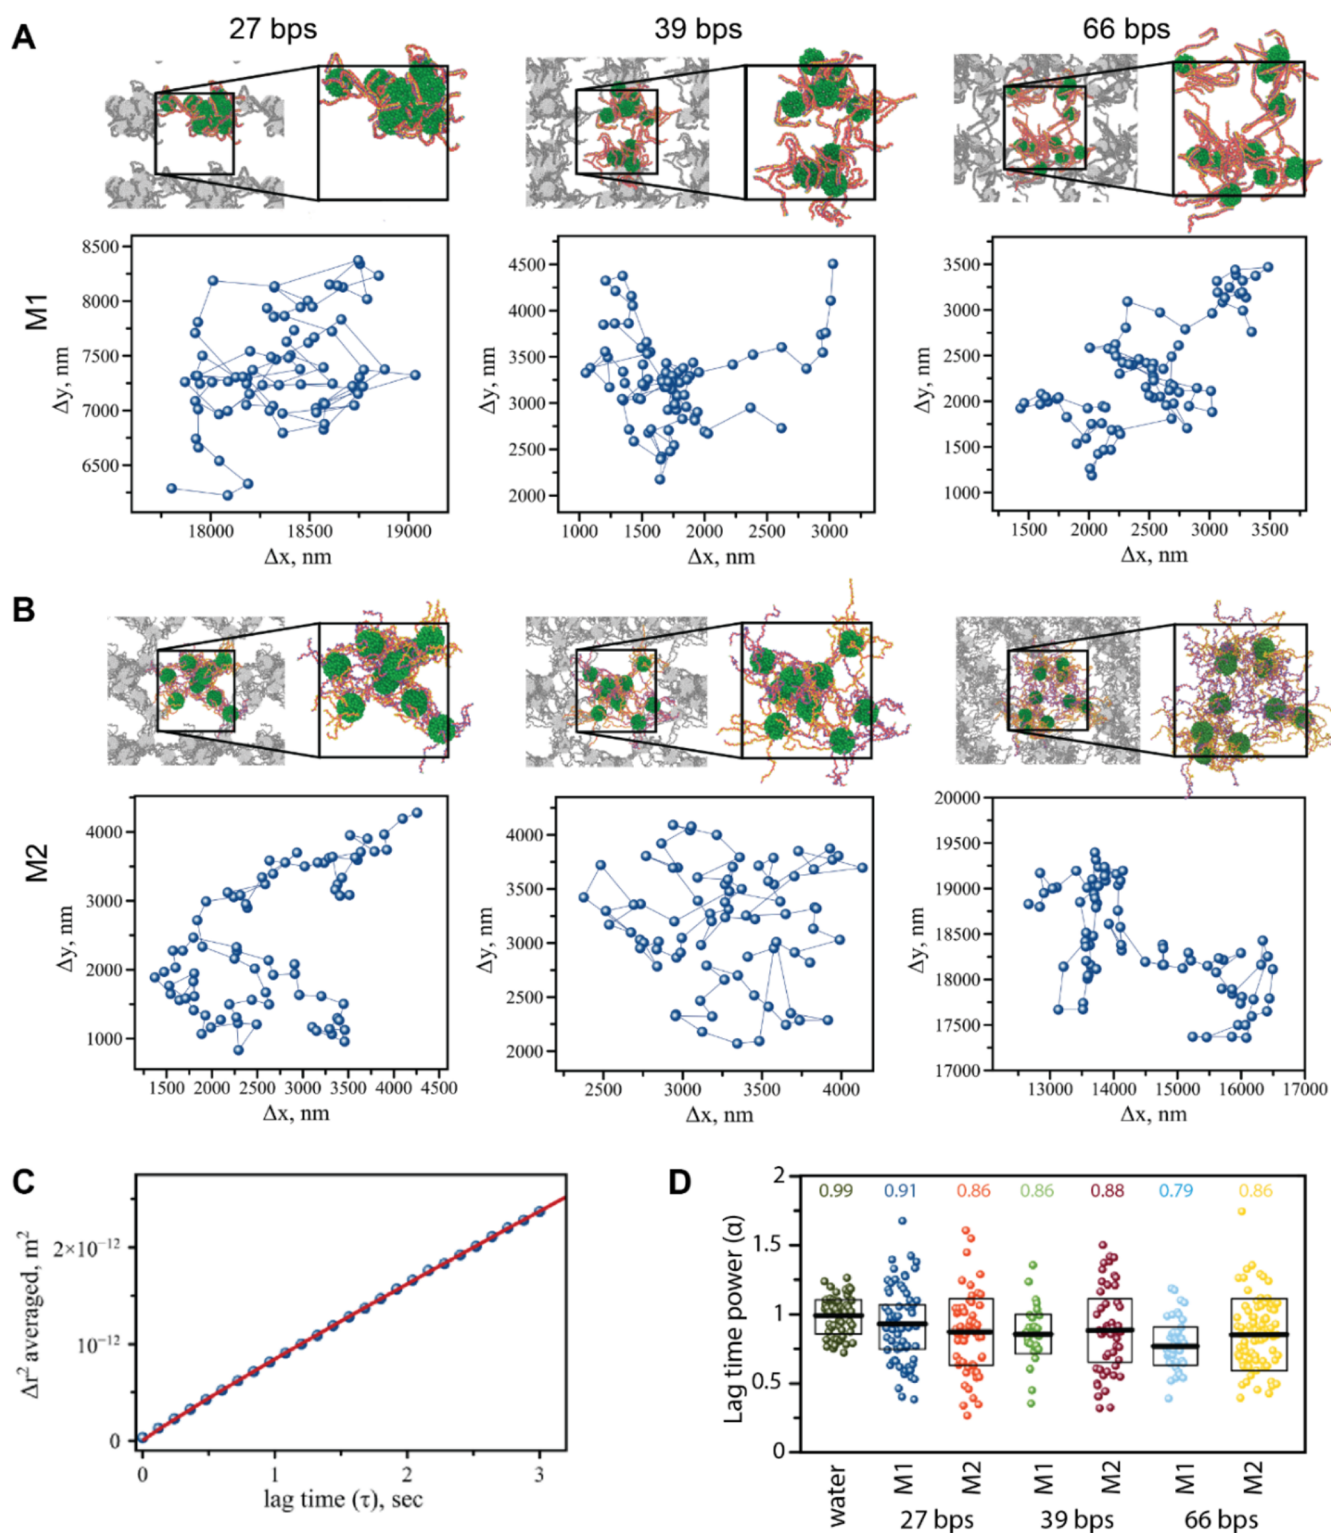 A
27 bps
39 bps
66 bps
M1
8500
8000
7500
7000
6500
Δy, nm
18000
18500
19000
Δx, nm
4500
4000
3500
3000
2500
2000
Δy, nm
1000
1500
2000
2500
3000
Δx, nm
3500
3000
2500
2000
1500
1000
Δy, nm
1500
2000
2500
3000
3500
Δx, nm
B
M2
4000
3000
2000
1000
Δy, nm
1500
2000
2500
3000
3500
4000
4500
Δx, nm
4000
3500
3000
2500
2000
Δy, nm
2500
3000
3500
4000
Δx, nm
20000
19500
19000
18500
18000
17500
17000
Δy, nm
13000
14000
15000
16000
17000
Δx, nm
C
Δr² averaged, m²
2×10⁻¹²
10⁻¹²
0
0
1
2
3
lag time (τ), sec
D
Lag time power (α)
2
1.5
1
0.5
0
0.99
0.91
0.86
0.86
0.88
0.79
0.86
water
M1
M2
M1
M2
M1
M2
27 bps
39 bps
66 bps